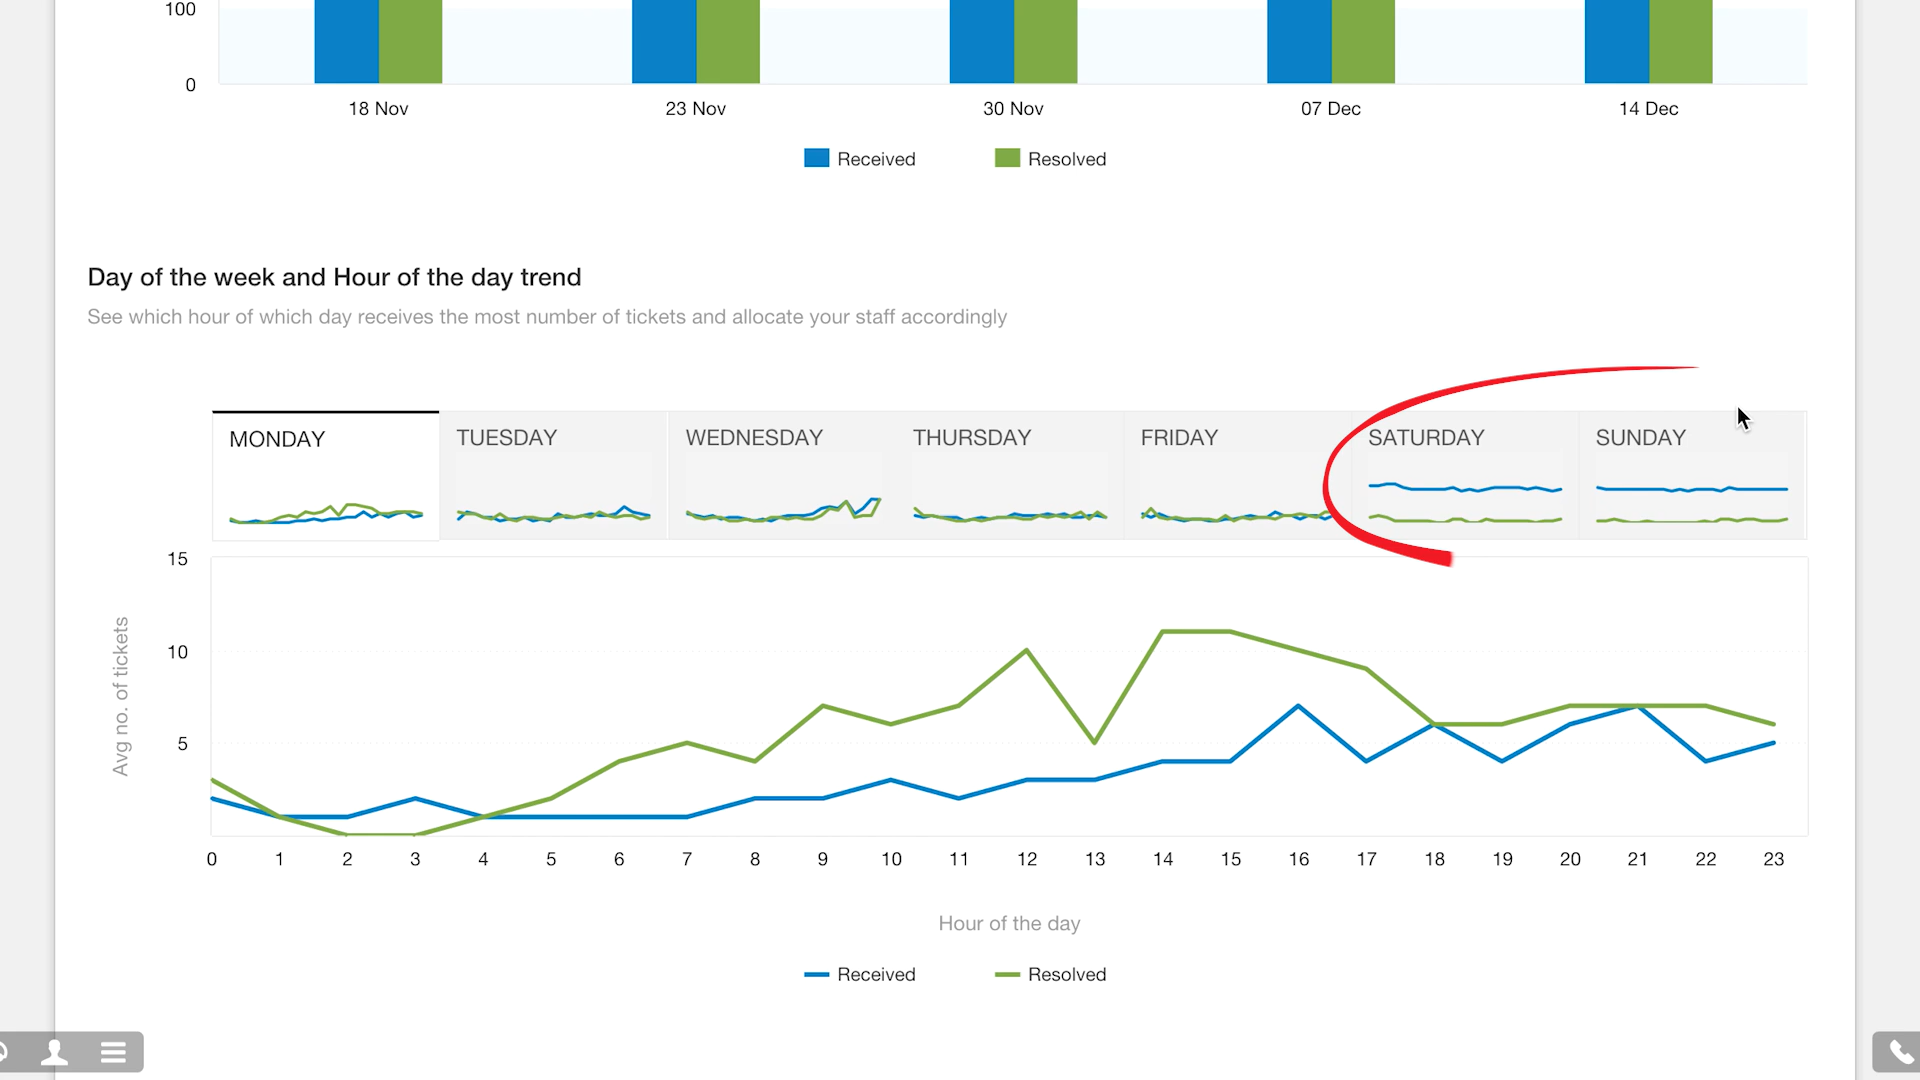 100
0
18 Nov 23 Nov 30 Nov 07 Dec 14 Dec
Received Resolved
Day of the week and Hour of the day trend
See which hour of which day receives the most number of tickets and allocate your staff accordingly
MONDAY TUESDAY WEDNESDAY THURSDAY FRIDAY SATURDAY SUNDAY
15
10
5
Avg no. of tickets
0 1 2 3 4 5 6 7 8 9 10 11 12 13 14 15 16 17 18 19 20 21 22 23
Hour of the day
Received Resolved